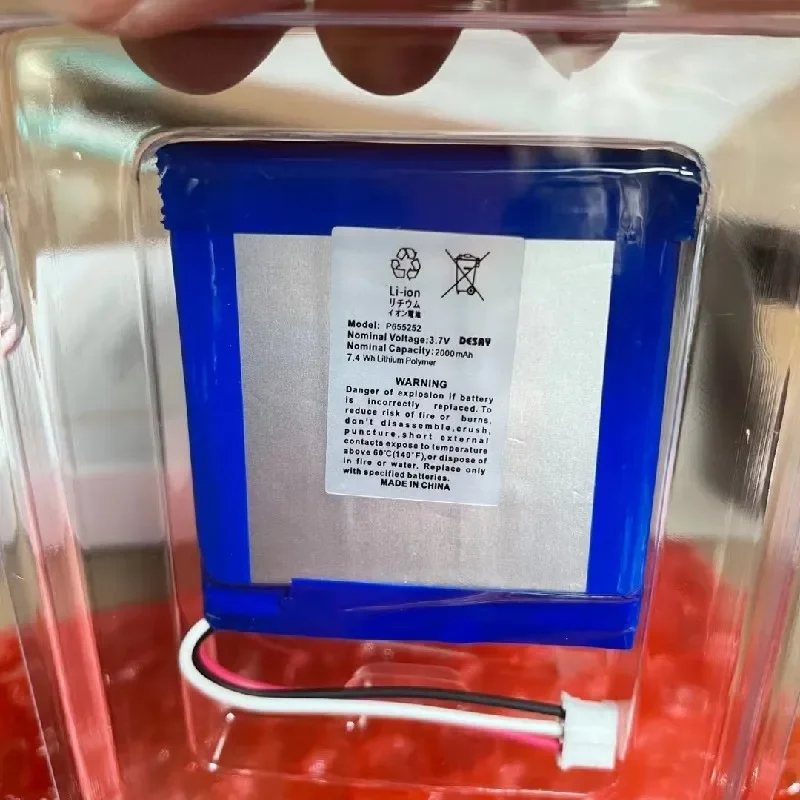 Li-ion
リチウム
イオン電池
Model: P655252
Nominal Voltage:3.7V DESAY
Nominal Capacity:2000mAh
7.4 Wh Lithium Polymer
WARNING
Danger of explosion if battery
is incorrectly replaced. To
reduce risk of fire or burns,
don't disassemble,crush,
puncture,short external
contacts expose to temperature
above 60°C(140°F),or dispose of
in fire or water. Replace only
with specified batteries.
MADE IN CHINA